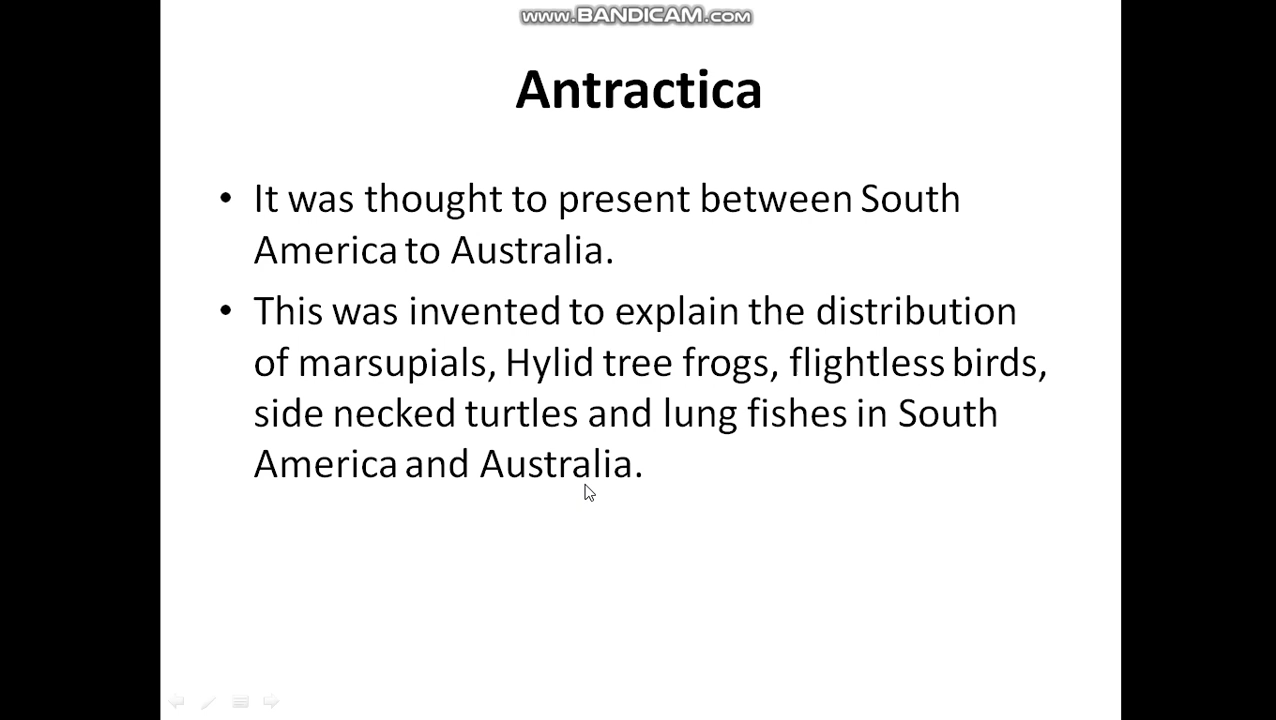 www.BANDICAM.com
Antractica
• It was thought to present between South
America to Australia.
• This was invented to explain the distribution
of marsupials, Hylid tree frogs, flightless birds,
side necked turtles and lung fishes in South
America and Australia.